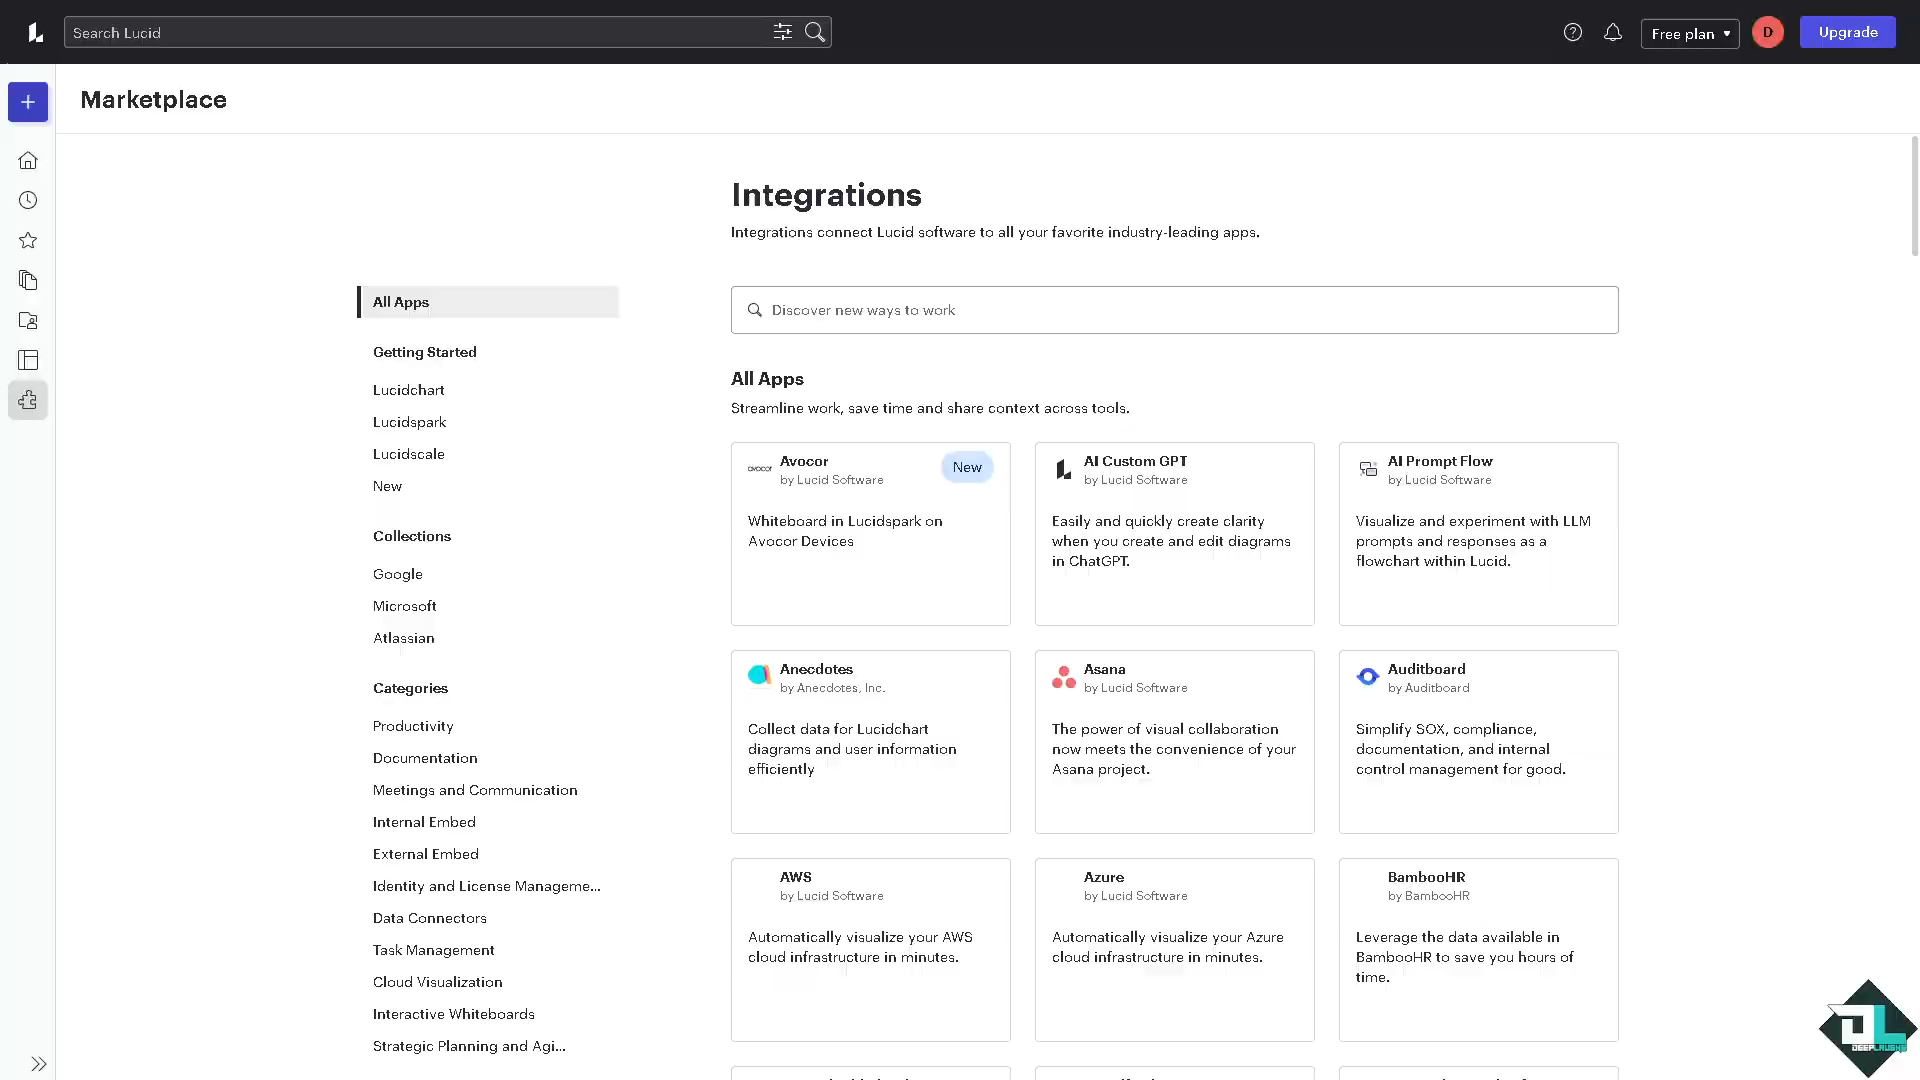 Search Lucid
Free plan
D
Upgrade
Marketplace
Integrations
Integrations connect Lucid software to all your favorite industry-leading apps.
All Apps
Getting Started
Lucidchart
Lucidspark
Lucidscale
New
Collections
Google
Microsoft
Atlassian
Categories
Productivity
Documentation
Meetings and Communication
Internal Embed
External Embed
Identity and License Manageme...
Data Connectors
Task Management
Cloud Visualization
Interactive Whiteboards
Strategic Planning and Agi...
Discover new ways to work
All Apps
Streamline work, save time and share context across tools.
avocor
Avocor
by Lucid Software
New
Whiteboard in Lucidspark on
Avocor Devices
AI Custom GPT
by Lucid Software
Easily and quickly create clarity
when you create and edit diagrams
in ChatGPT.
AI Prompt Flow
by Lucid Software
Visualize and experiment with LLM
prompts and responses as a
flowchart within Lucid.
Anecdotes
by Anecdotes, Inc.
Collect data for Lucidchart
diagrams and user information
efficiently
Asana
by Lucid Software
The power of visual collaboration
now meets the convenience of your
Asana project.
Auditboard
by Auditboard
Simplify SOX, compliance,
documentation, and internal
control management for good.
AWS
by Lucid Software
Automatically visualize your AWS
cloud infrastructure in minutes.
Azure
by Lucid Software
Automatically visualize your Azure
cloud infrastructure in minutes.
BambooHR
by BambooHR
Leverage the data available in
BambooHR to save you hours of
time.